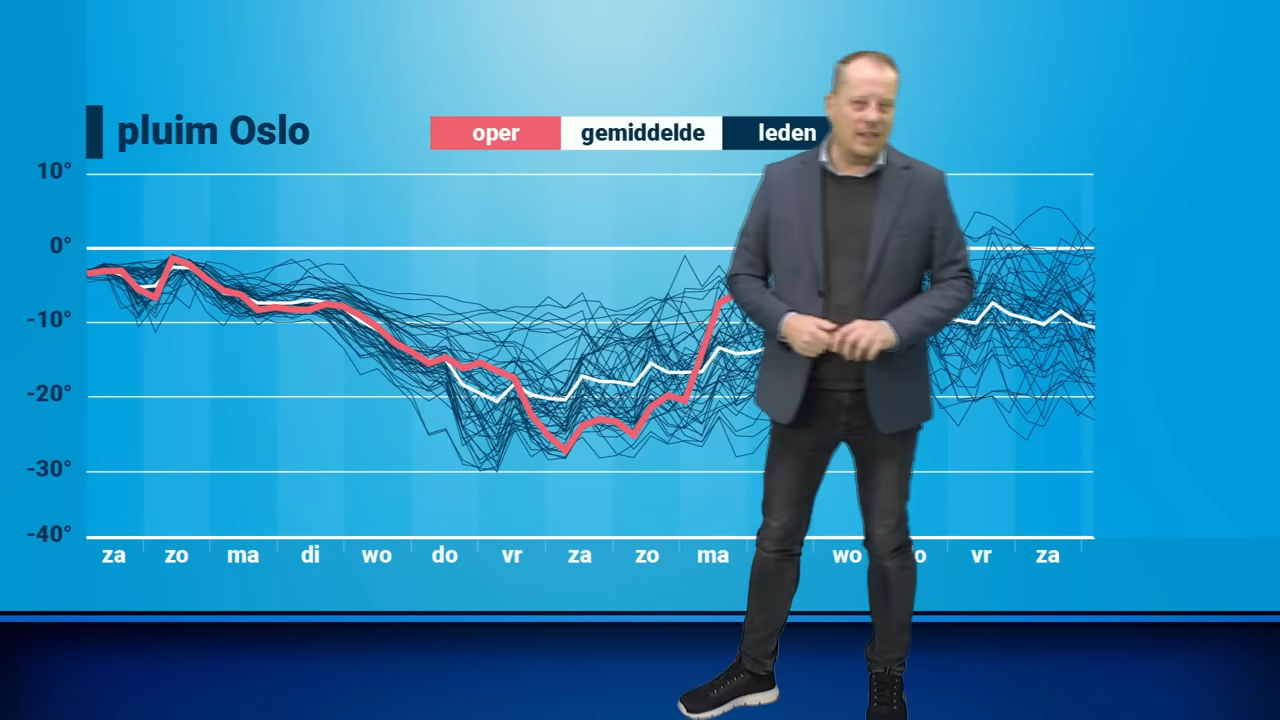 pluim Oslo
oper gemiddelde leden
10°
0°
-10°
-20°
-30°
-40°
za zo ma di wo do vr za zo ma wo o vr za